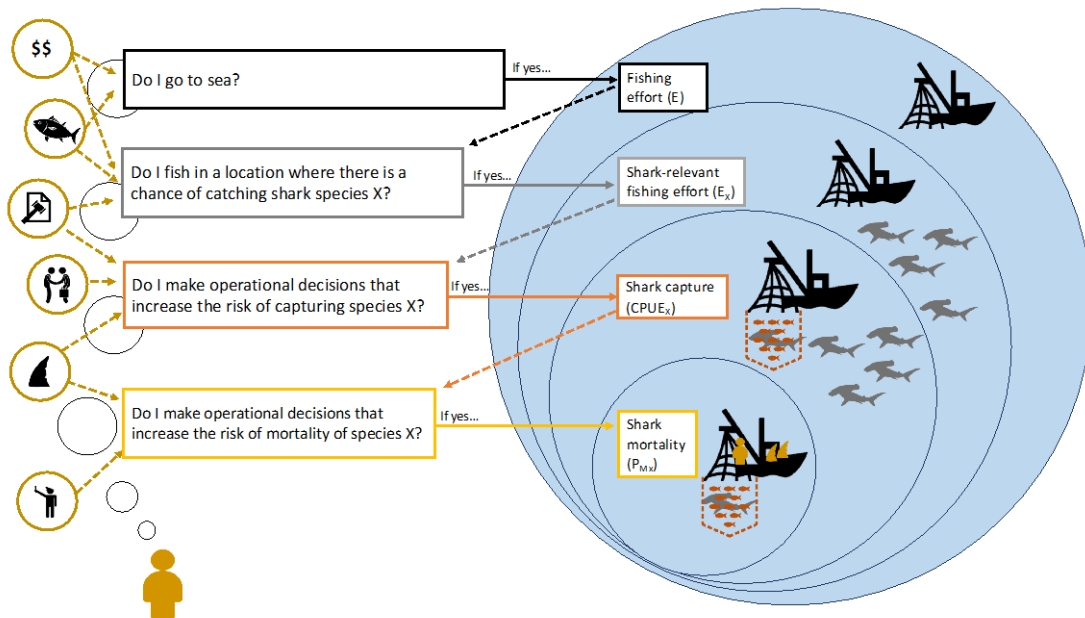 $$
Do I go to sea?
If yes...
Fishing
effort (E)
Do I fish in a location where there is a
chance of catching shark species X?
If yes...
Shark-relevant
fishing effort (Eₓ)
Do I make operational decisions that
increase the risk of capturing species X?
If yes...
Shark capture
(CPUEₓ)
Do I make operational decisions that
increase the risk of mortality of species X?
If yes...
Shark
mortality
(P_Mx)